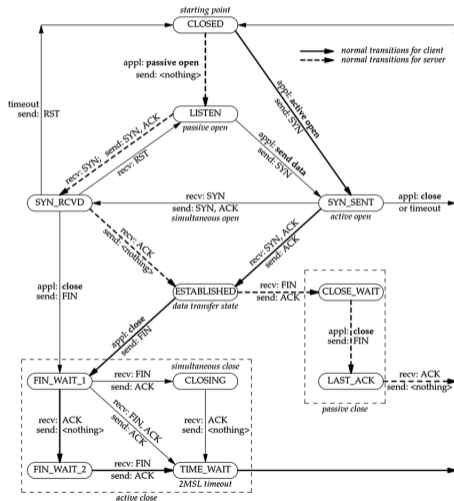 starting point
CLOSED
normal transitions for client
normal transitions for server
appl: passive open
send: <nothing>
appl: active open
send: SYN
timeout
send: RST
LISTEN
passive open
recv: SYN; send: SYN, ACK
recv: RST
appl: send data
send: SYN
SYN_RCVD
recv: SYN
send: SYN, ACK
simultaneous open
SYN_SENT
active open
appl: close
or timeout
recv: ACK
send: <nothing>
recv: SYN, ACK
send: ACK
appl: close
send: FIN
ESTABLISHED
data transfer state
recv: FIN
send: ACK
CLOSE_WAIT
appl: close
send: FIN
appl: close
send: FIN
LAST_ACK
recv: ACK
send: <nothing>
passive close
simultaneous close
FIN_WAIT_1
recv: FIN
send: ACK
CLOSING
recv: ACK
send: <nothing>
recv: FIN, ACK
send: ACK
recv: ACK
send: <nothing>
FIN_WAIT_2
recv: FIN
send: ACK
TIME_WAIT
2MSL timeout
active close